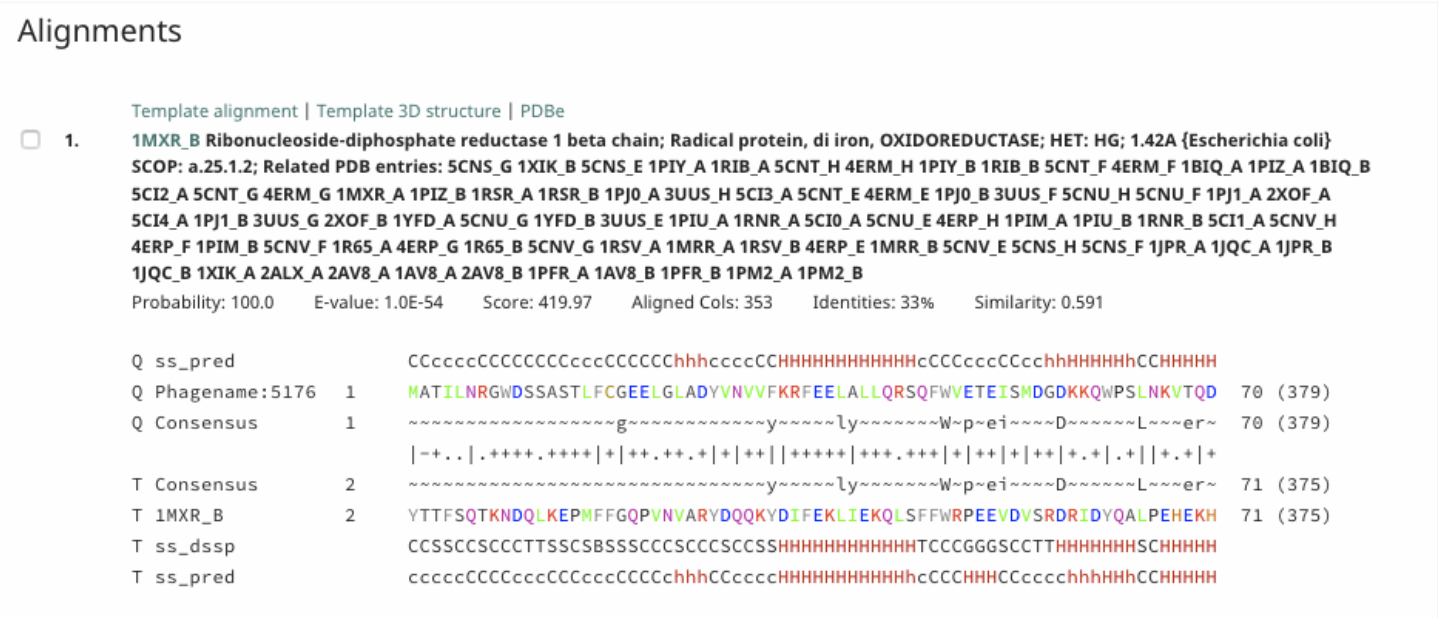 Alignments
Template alignment | Template 3D structure | PDBe
1. 1MXR_B Ribonucleoside-diphosphate reductase 1 beta chain; Radical protein, di iron, OXIDOREDUCTASE; HET: HG; 1.42A {Escherichia coli}
SCOP: a.25.1.2; Related PDB entries: 5CNS_G 1XIK_B 5CNS_E 1PIY_A 1RIB_A 5CNT_H 4ERM_H 1PIY_B 1RIB_B 5CNT_F 4ERM_F 1BIQ_A 1PIZ_A 1BIQ_B
5CI2_A 5CNT_G 4ERM_G 1MXR_A 1PIZ_B 1RSR_A 1RSR_B 1PJ0_A 3UUS_H 5CI3_A 5CNT_E 4ERM_E 1PJ0_B 3UUS_F 5CNU_H 5CNU_F 1PJ1_A 2XOF_A
5CI4_A 1PJ1_B 3UUS_G 2XOF_B 1YFD_A 5CNU_G 1YFD_B 3UUS_E 1PIU_A 1RNR_A 5CI0_A 5CNU_E 4ERP_H 1PIM_A 1PIU_B 1RNR_B 5CI1_A 5CNV_H
4ERP_F 1PIM_B 5CNV_F 1R65_A 4ERP_G 1R65_B 5CNV_G 1RSV_A 1MRR_A 1RSV_B 4ERP_E 1MRR_B 5CNV_E 5CNS_H 5CNS_F 1JPR_A 1JQC_A 1JPR_B
1JQC_B 1XIK_A 2ALX_A 2AV8_A 1AV8_A 2AV8_B 1PFR_A 1AV8_B 1PFR_B 1PM2_A 1PM2_B
Probability: 100.0 E-value: 1.0E-54 Score: 419.97 Aligned Cols: 353 Identities: 33% Similarity: 0.591
Q ss_pred CCccccCCCCCCCCCcccCCCCCChhhccccCCHHHHHHHHHHHHcCCCCccCCcchhHHHHHhCCHHHHH
Q Phagename:5176 1 MATILNRGWDSSASTLFCGEELGLADYVNVVFKRFEELALLQRSQFWVETEISMDGDKKQWPSLNKVTQD 70 (379)
Q Consensus 1 ~~~~~~~~~~~~~~~~~~g~~~~~~~~~~~~~~y~~~~~ly~~~~~~~W~p~ei~~~~D~~~~~~L~~~er~ 70 (379)
|-+..|.++++.++++|+|++.++.+|+|++||+++++|+++.+++|+|++|+|++|+.+|.+||+.+|+
T Consensus 2 ~~~~~~~~~~~~~~~~~~~~~~~~~~~~~~~y~~~~~ly~~~~~~~W~p~ei~~~~D~~~~~~L~~~er~ 71 (375)
T 1MXR_B 2 YTTFSQTKNDQLKEPMFFGQPVNVARYDQQKYDIFEKLIEKQLSFFWRPEEVDVSRDRIDYQALPEHEKH 71 (375)
T ss_dssp CCSSCCSCCCTTSSCSBSSSCCCSCCCSCCSSHHHHHHHHHHHHTCCCGGGSCCTTHHHHHHHSCHHHHH
T ss_pred cccccCCCCcccCCCcccCCCCchhhCCccccHHHHHHHHHHHhcCCCHHHCCcccchhhHHhCCHHHHH